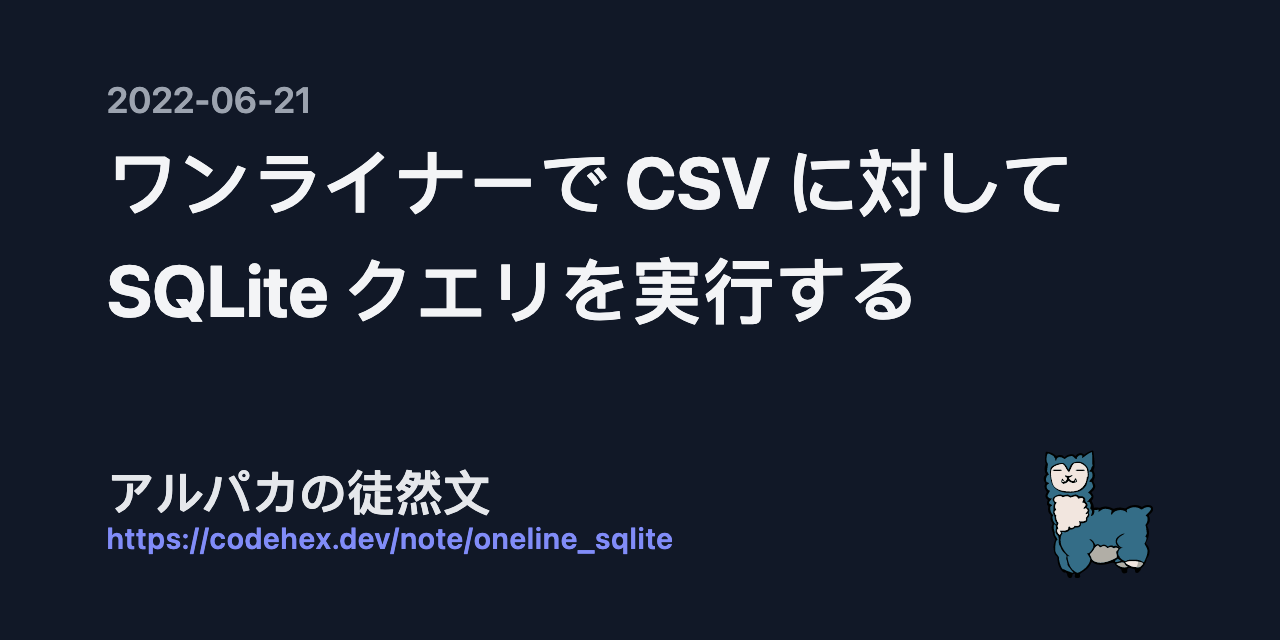 2022-06-21
ワンライナーで CSV に対して
SQLite クエリを実行する
アルパカの徒然文
https://codehex.dev/note/oneline_sqlite